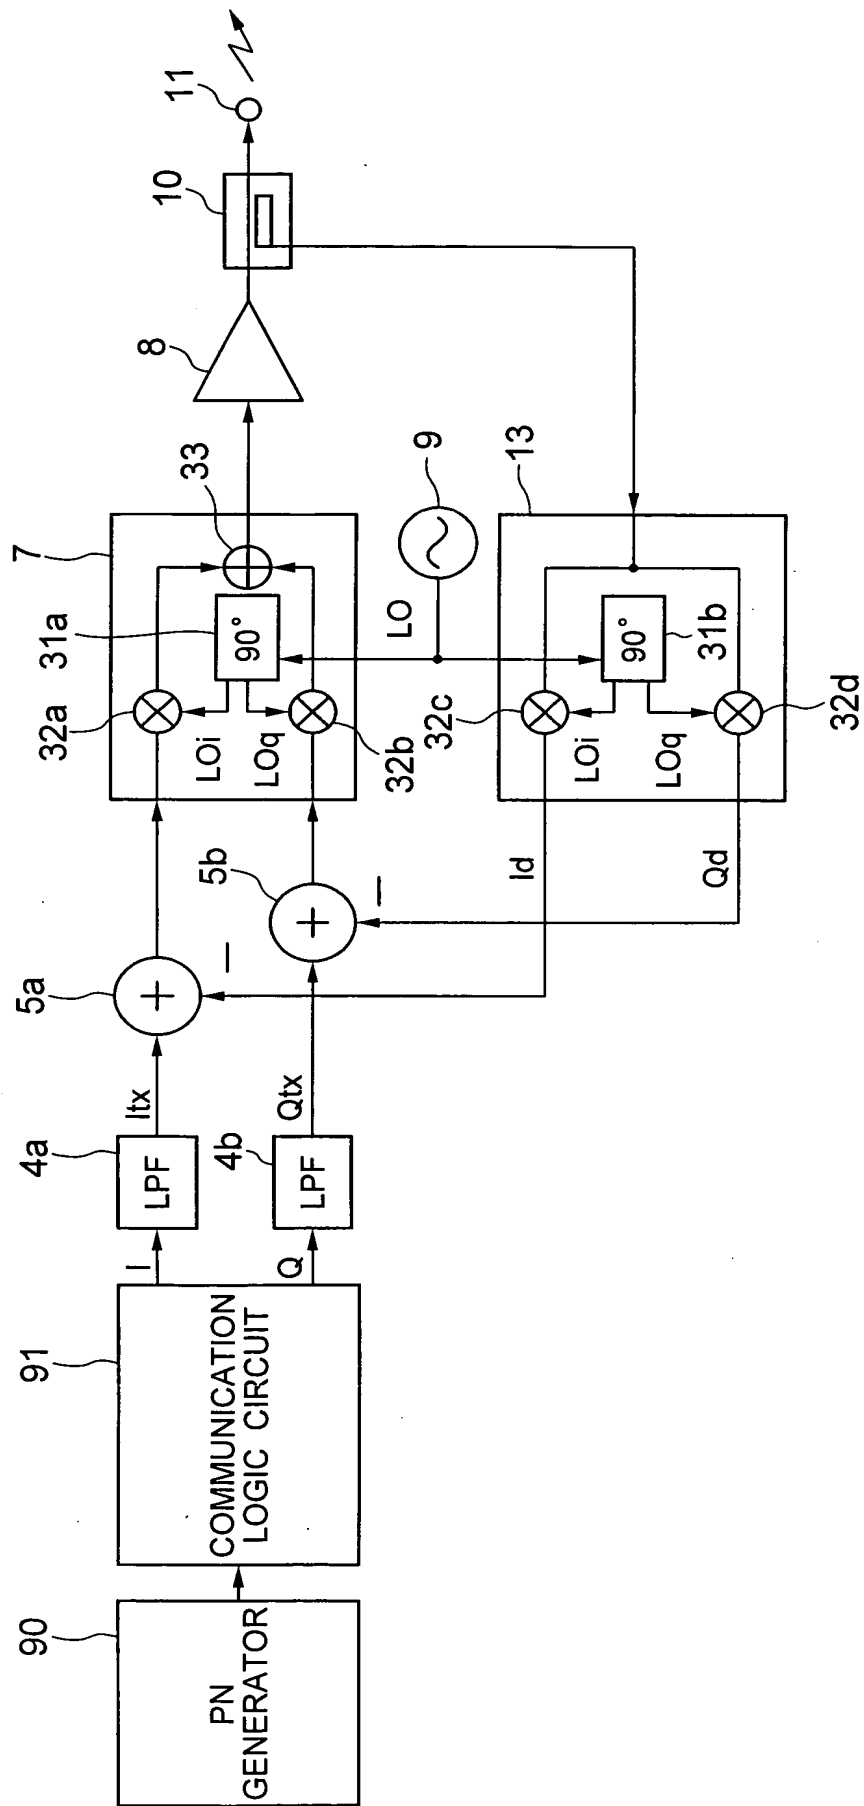 90
PN
GENERATOR
91
COMMUNICATION
LOGIC CIRCUIT
I
Q
4a
LPF
4b
LPF
Itx
Qtx
5a
+
−
5b
+
−
7
32a
31a
33
90°
LOi
LOq
32b
8
10
11
9
LO
13
32c
90°
31b
LOi
LOq
32d
Id
Qd